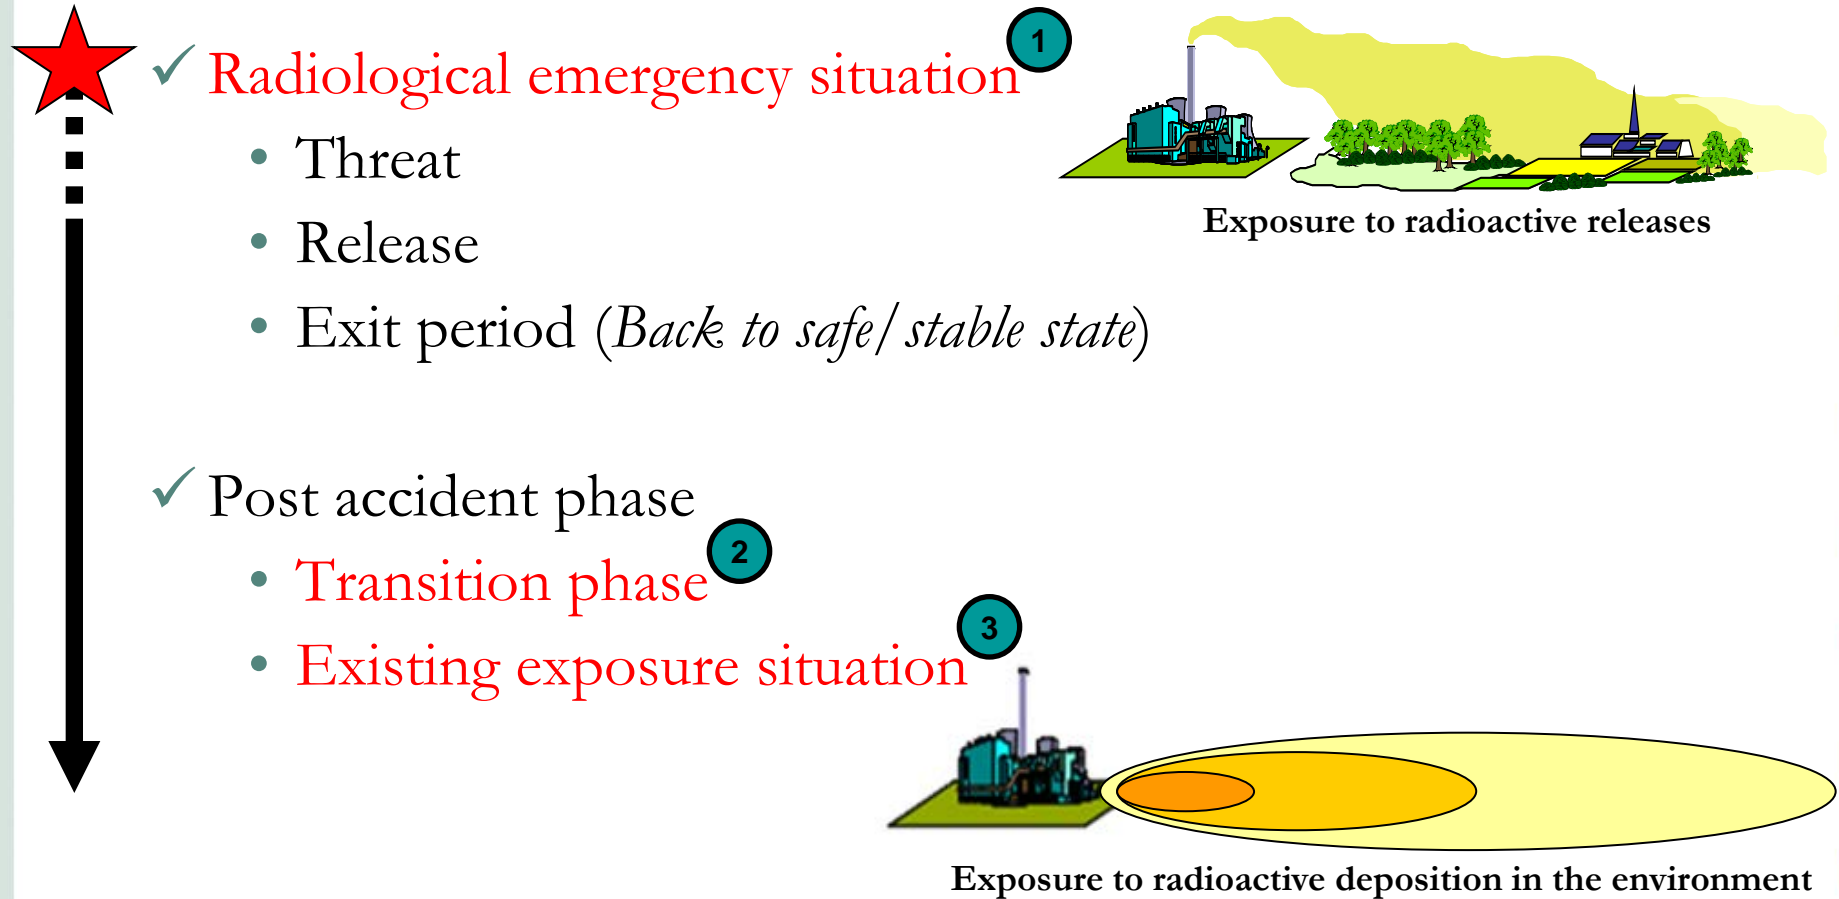 Radiological emergency situation 1
• Threat
• Release
• Exit period (Back to safe/stable state)
Exposure to radioactive releases
Post accident phase
• Transition phase 2
• Existing exposure situation 3
Exposure to radioactive deposition in the environment